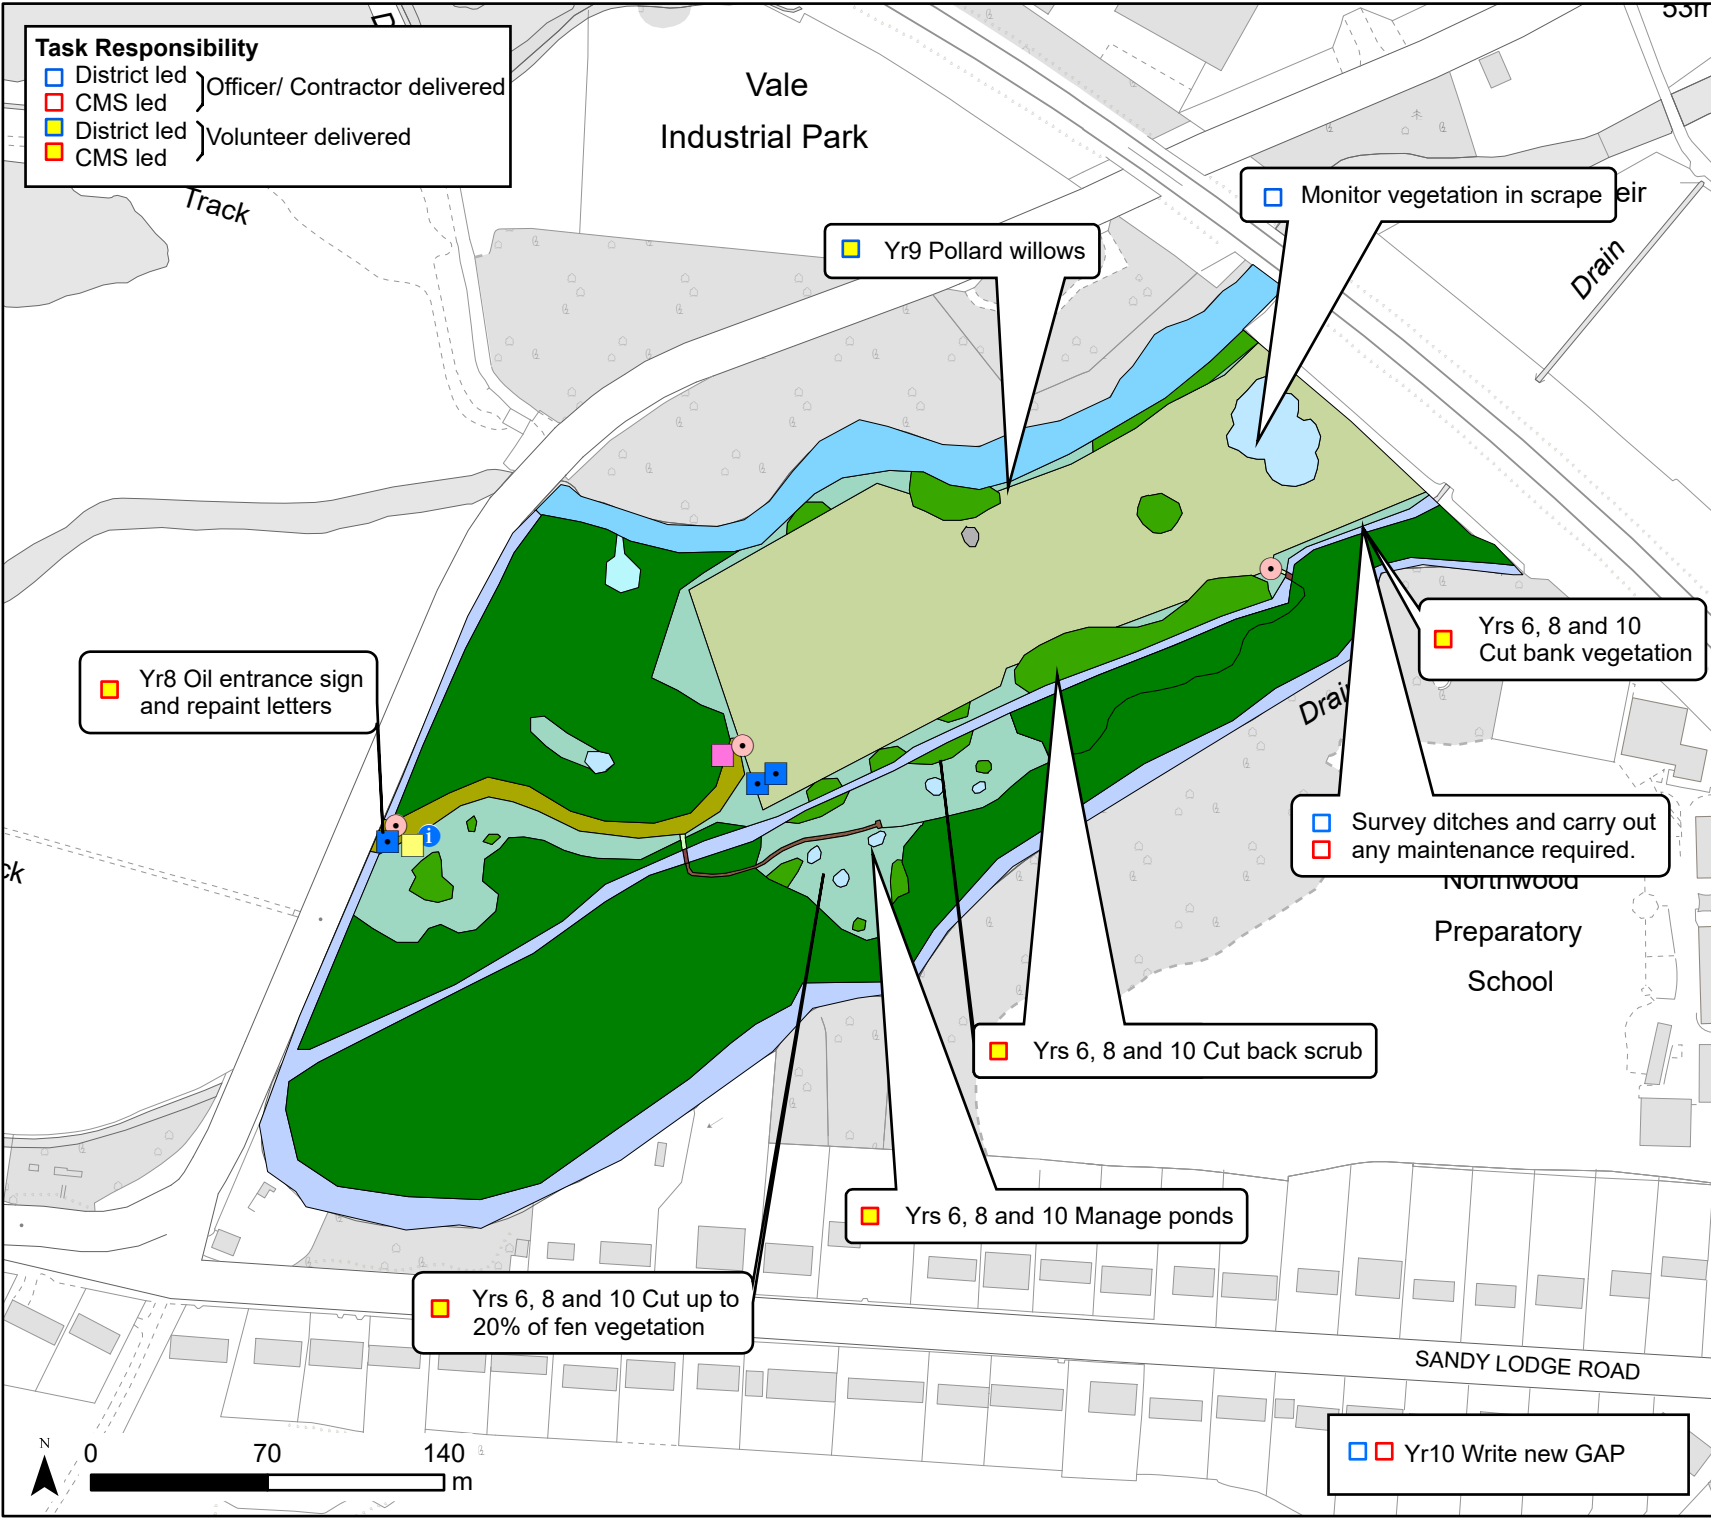 53m
Task Responsibility
District led
CMS led
Officer/ Contractor delivered
District led
CMS led
Volunteer delivered
Vale
Industrial Park
Track
Monitor vegetation in scrape
eir
Drain
Yr9 Pollard willows
Yrs 6, 8 and 10
Cut bank vegetation
Yr8 Oil entrance sign
and repaint letters
Drain
Survey ditches and carry out
any maintenance required.
Northwood
Preparatory
School
ck
Yrs 6, 8 and 10 Cut back scrub
Yrs 6, 8 and 10 Manage ponds
Yrs 6, 8 and 10 Cut up to
20% of fen vegetation
SANDY LODGE ROAD
N
0 70 140
m
Yr10 Write new GAP